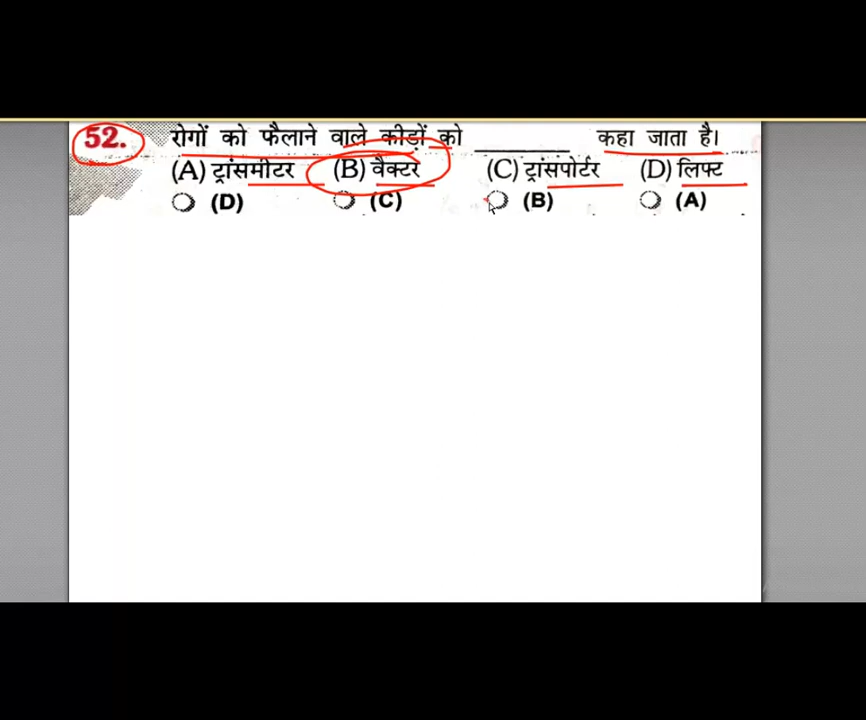 52. रोगों को फैलाने वाले कीड़ों को ________ कहा जाता है।
(A) ट्रांसमीटर (B) वैक्टर (C) ट्रांसपोर्टर (D) लिफ्ट
(D) (C) (B) (A)